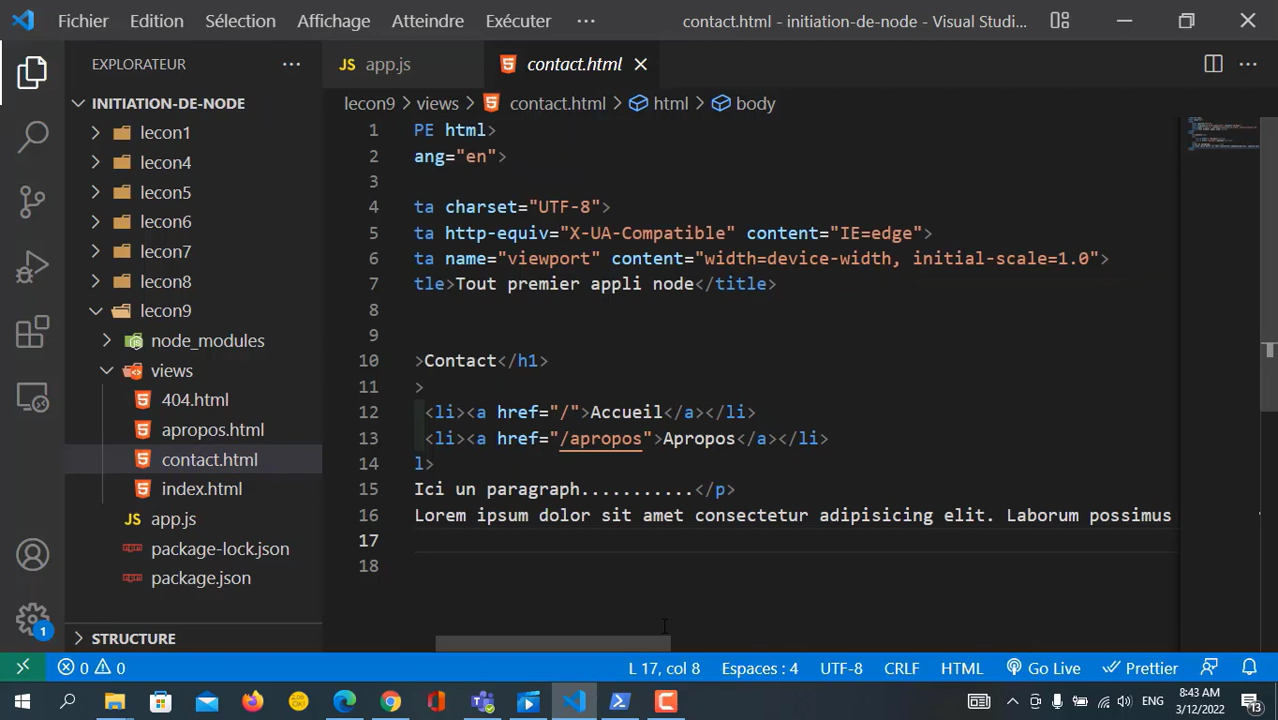 Fichier Edition Sélection Affichage Atteindre Exécuter ··· contact.html - initiation-de-node - Visual Studi...
EXPLORATEUR ···
JS app.js
contact.html
INITIATION-DE-NODE
lecon9 > views > contact.html > html > body
lecon1
lecon4
lecon5
lecon6
lecon7
lecon8
lecon9
node_modules
views
404.html
apropos.html
contact.html
index.html
JS app.js
package-lock.json
package.json
STRUCTURE
1 PE html>
2 ang="en">
3
4 ta charset="UTF-8">
5 ta http-equiv="X-UA-Compatible" content="IE=edge">
6 ta name="viewport" content="width=device-width, initial-scale=1.0">
7 tle>Tout premier appli node</title>
8
9
10 >Contact</h1>
11 >
12 <li><a href="/">Accueil</a></li>
13 <li><a href="/apropos">Apropos</a></li>
14 l>
15 Ici un paragraph...........</p>
16 Lorem ipsum dolor sit amet consectetur adipisicing elit. Laborum possimus
17
18
1
0 0 L 17, col 8 Espaces : 4 UTF-8 CRLF HTML Go Live Prettier
ENG 8:43 AM
3/12/2022 13